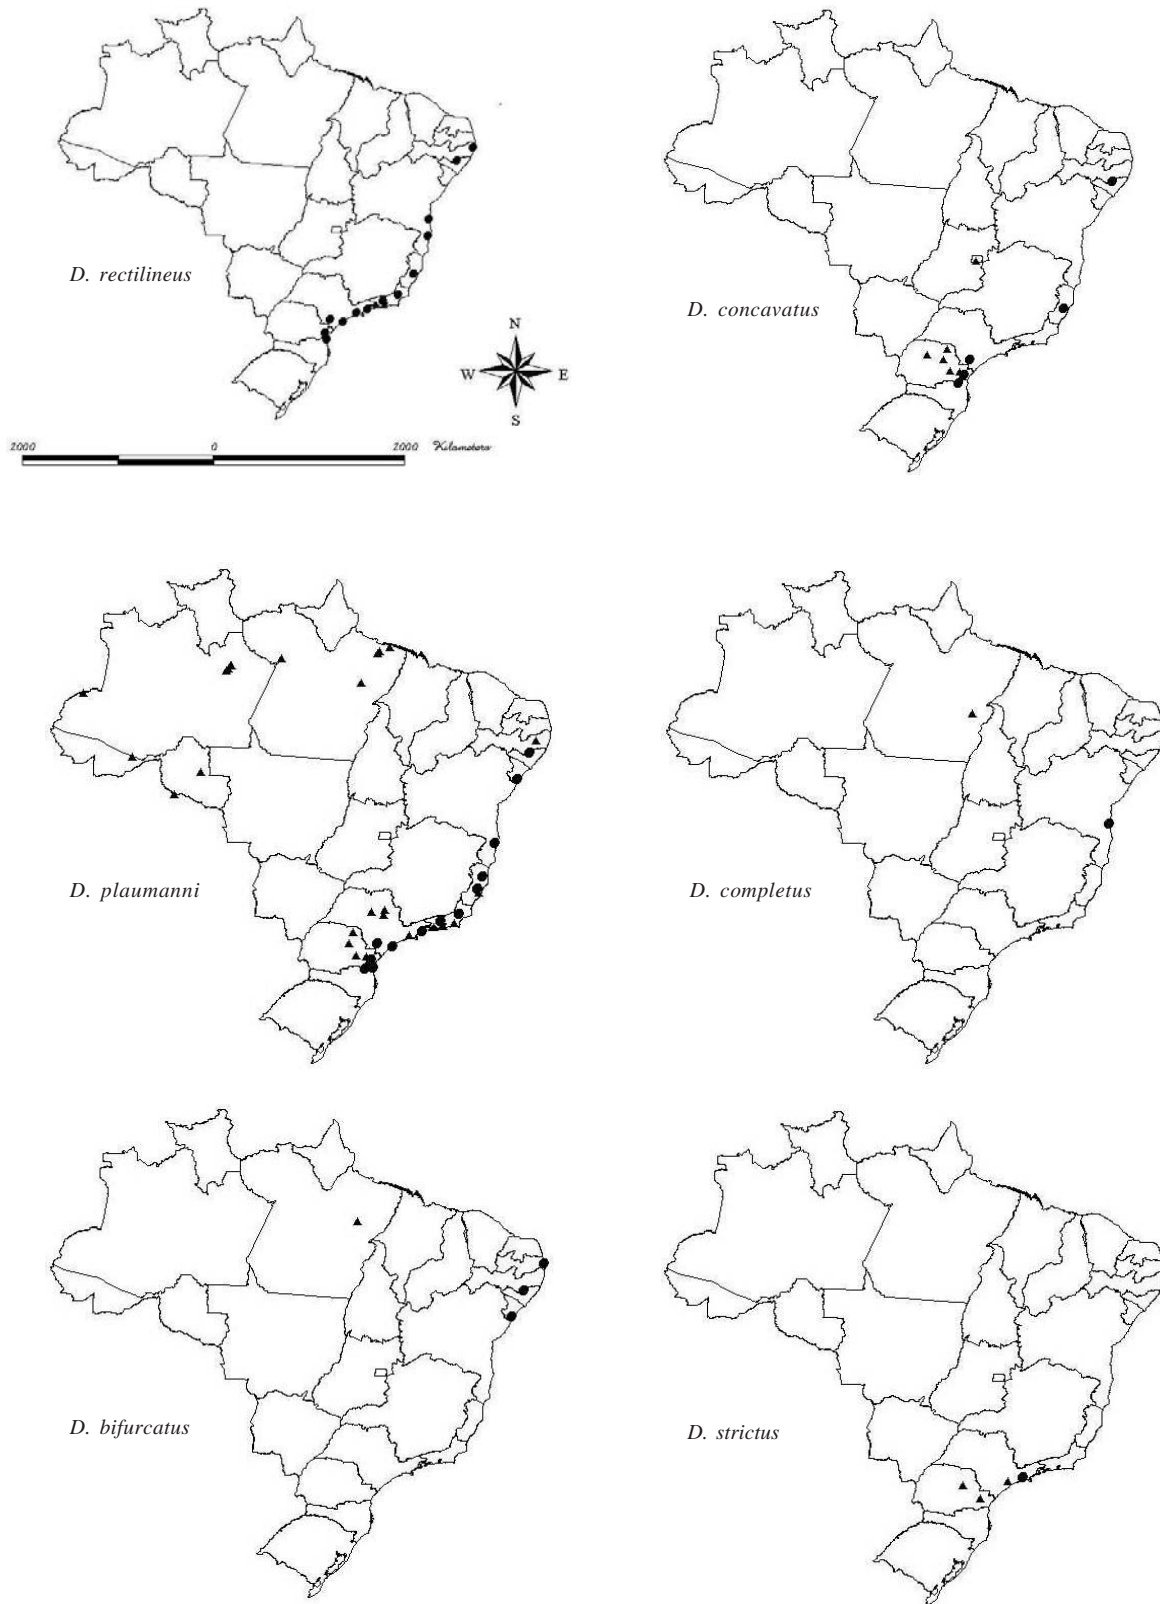 D. rectilineus
D. concavatus
N
W
E
S
2000
0
2000
Kilometers
D. plaumanni
D. completus
D. bifurcatus
D. strictus